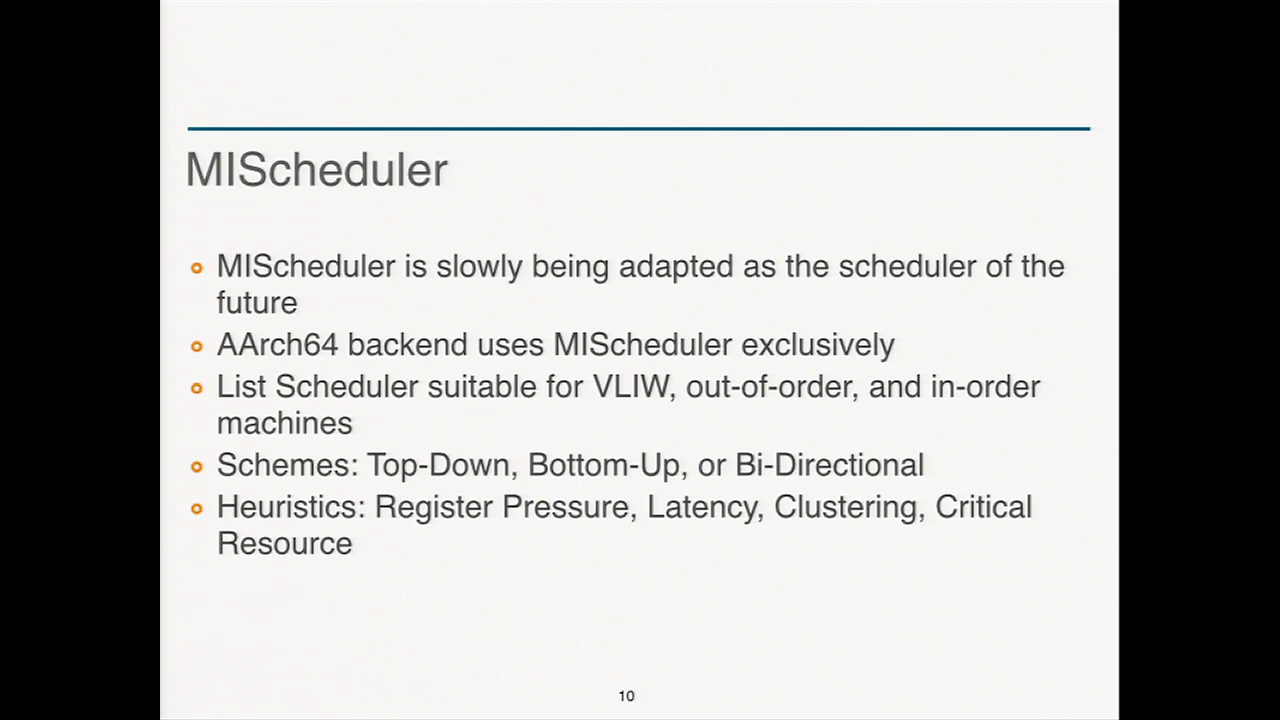 MIScheduler
MIScheduler is slowly being adapted as the scheduler of the
future
AArch64 backend uses MIScheduler exclusively
List Scheduler suitable for VLIW, out-of-order, and in-order
machines
Schemes: Top-Down, Bottom-Up, or Bi-Directional
Heuristics: Register Pressure, Latency, Clustering, Critical
Resource
10